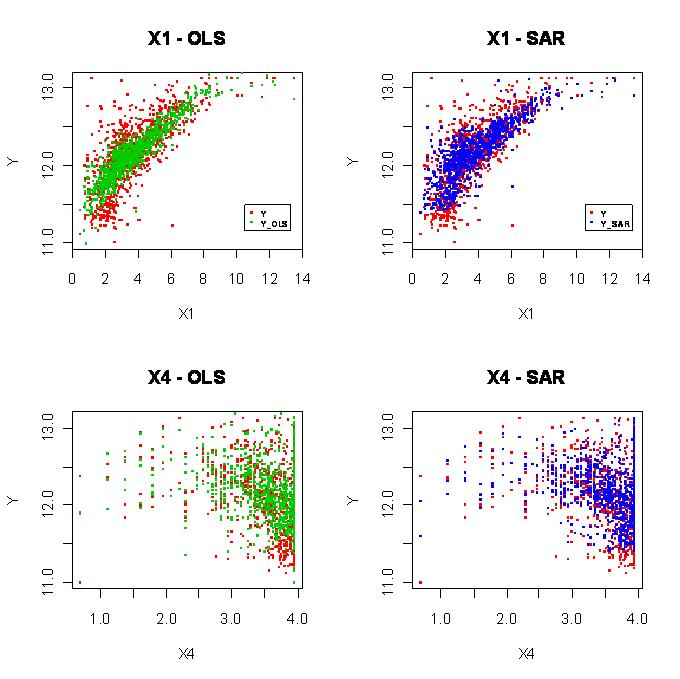 X1 - OLS
Y
13.0
12.0
11.0
Y
Y_OLS
0 2 4 6 8 10 12 14
X1
X1 - SAR
Y
13.0
12.0
11.0
Y
Y_SAR
0 2 4 6 8 10 12 14
X1
X4 - OLS
Y
13.0
12.0
11.0
1.0 2.0 3.0 4.0
X4
X4 - SAR
Y
13.0
12.0
11.0
1.0 2.0 3.0 4.0
X4